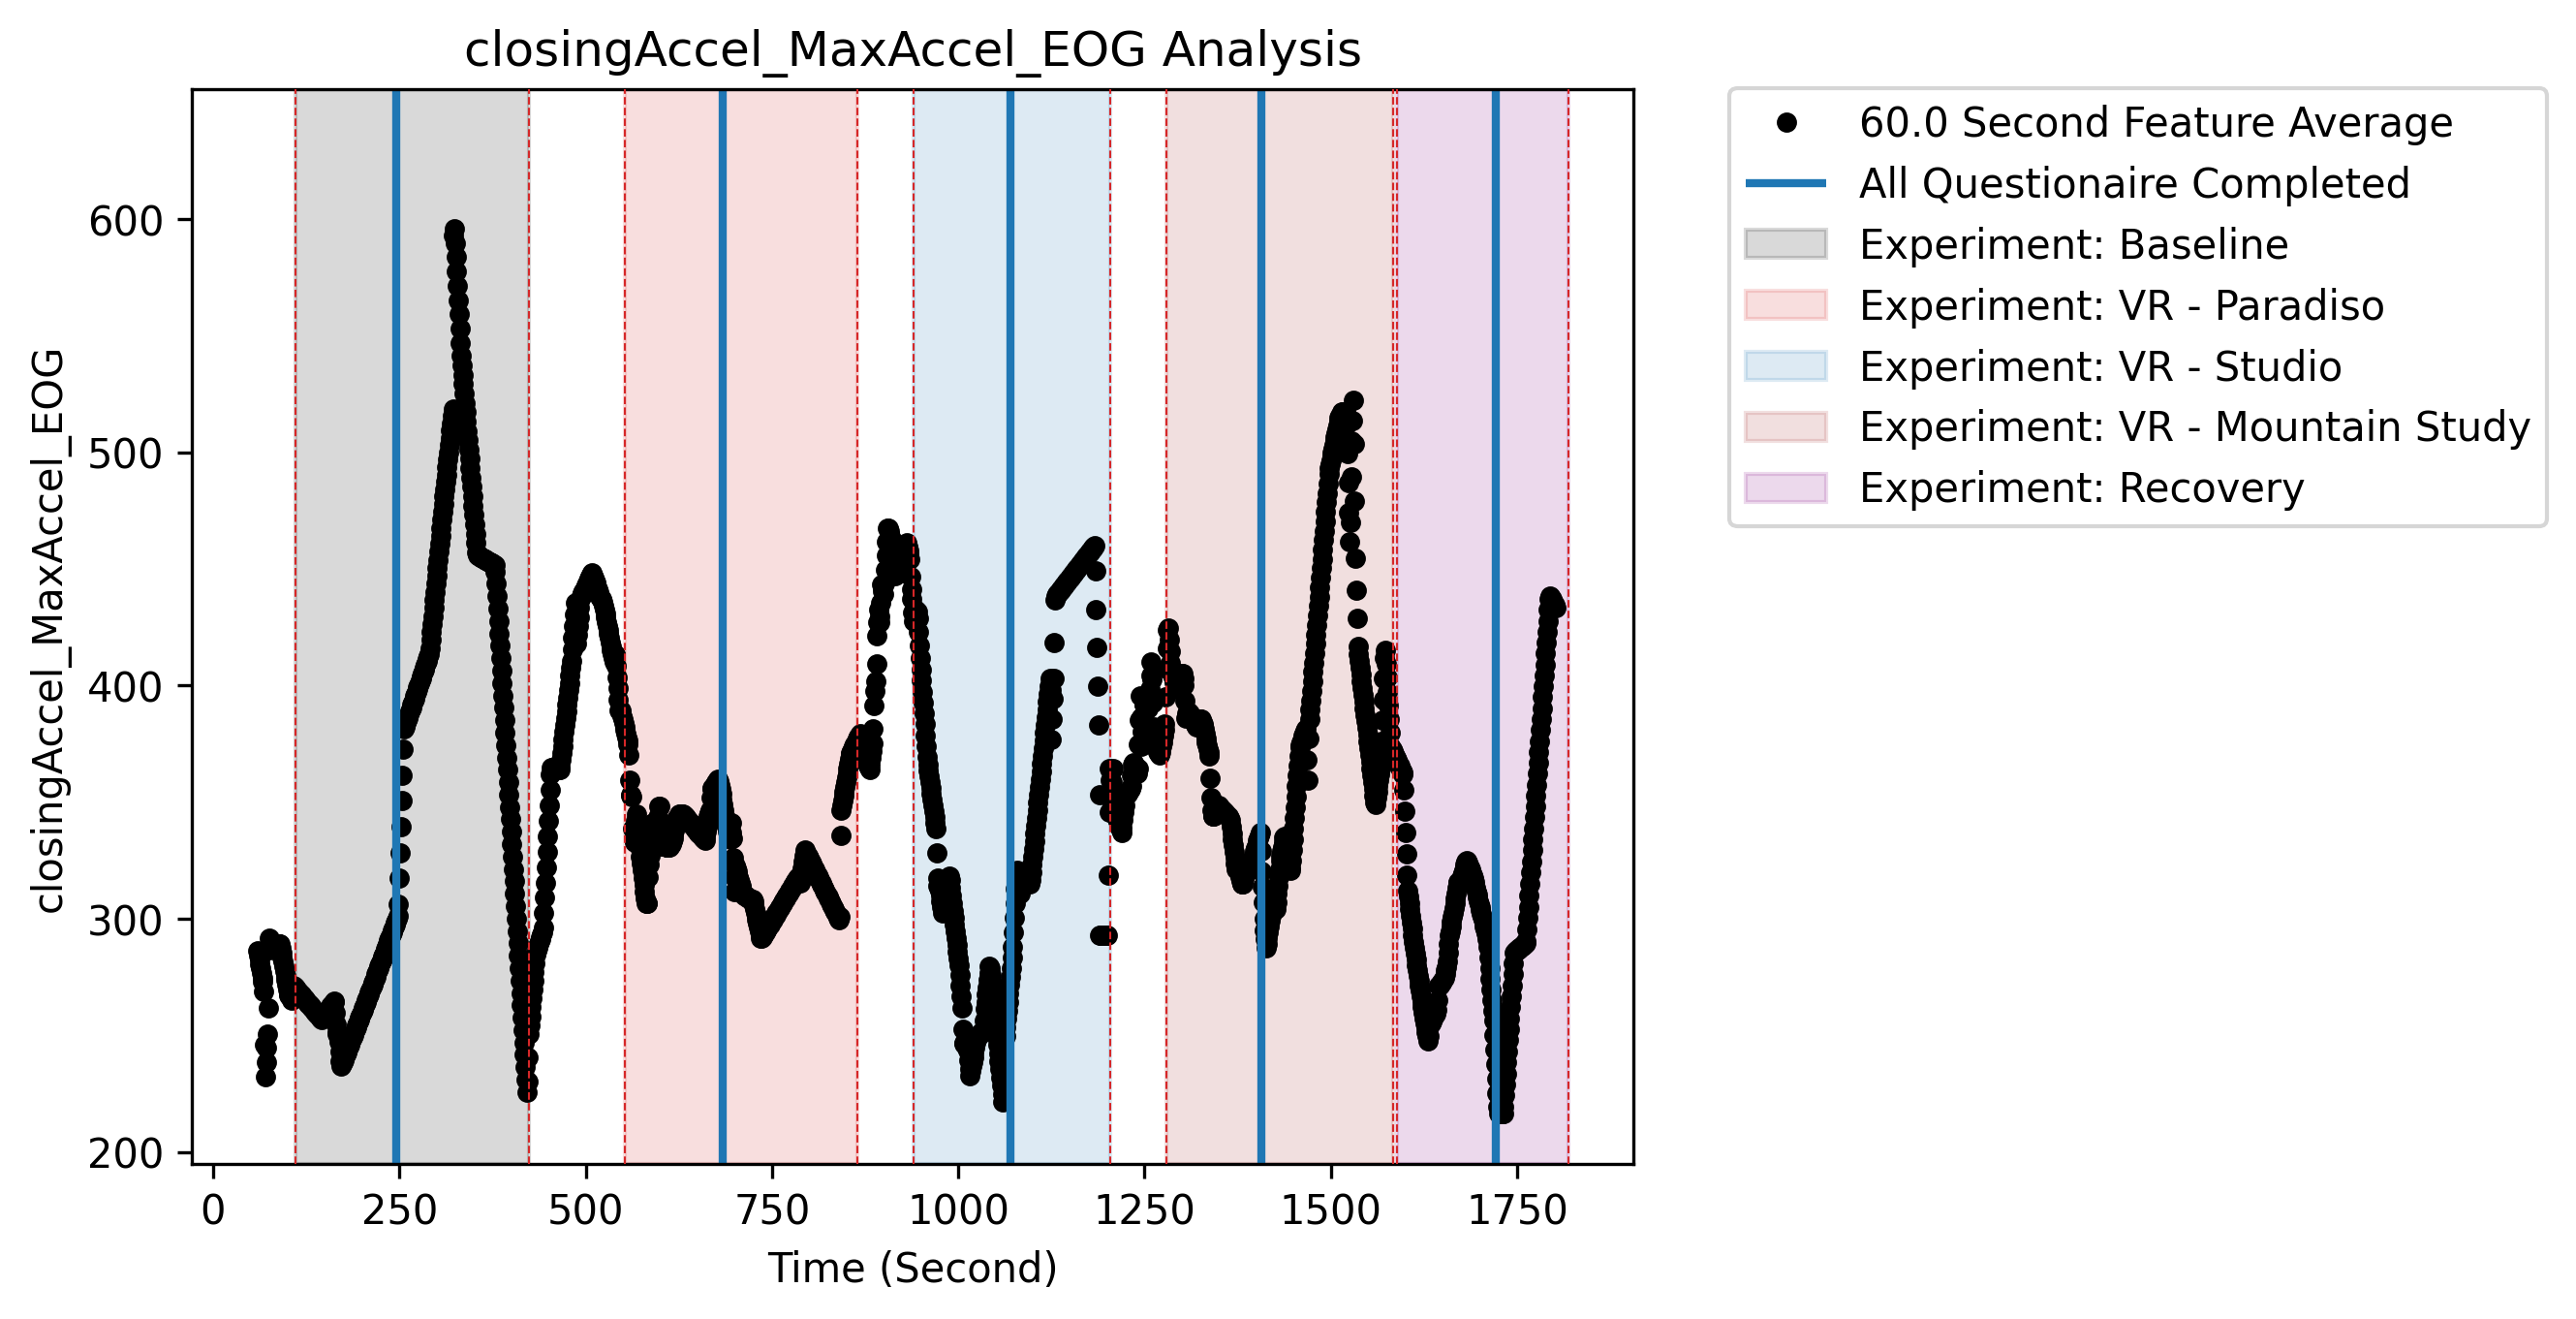 closingAccel_MaxAccel_EOG Analysis
closingAccel_MaxAccel_EOG
600
500
400
300
200
0 250 500 750 1000 1250 1500 1750
Time (Second)
60.0 Second Feature Average
All Questionaire Completed
Experiment: Baseline
Experiment: VR - Paradiso
Experiment: VR - Studio
Experiment: VR - Mountain Study
Experiment: Recovery